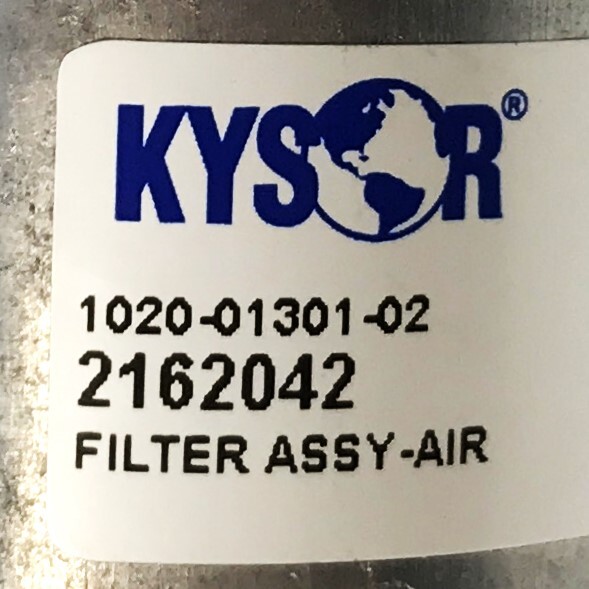 KYSOR®
1020-01301-02
2162042
FILTER ASSY-AIR